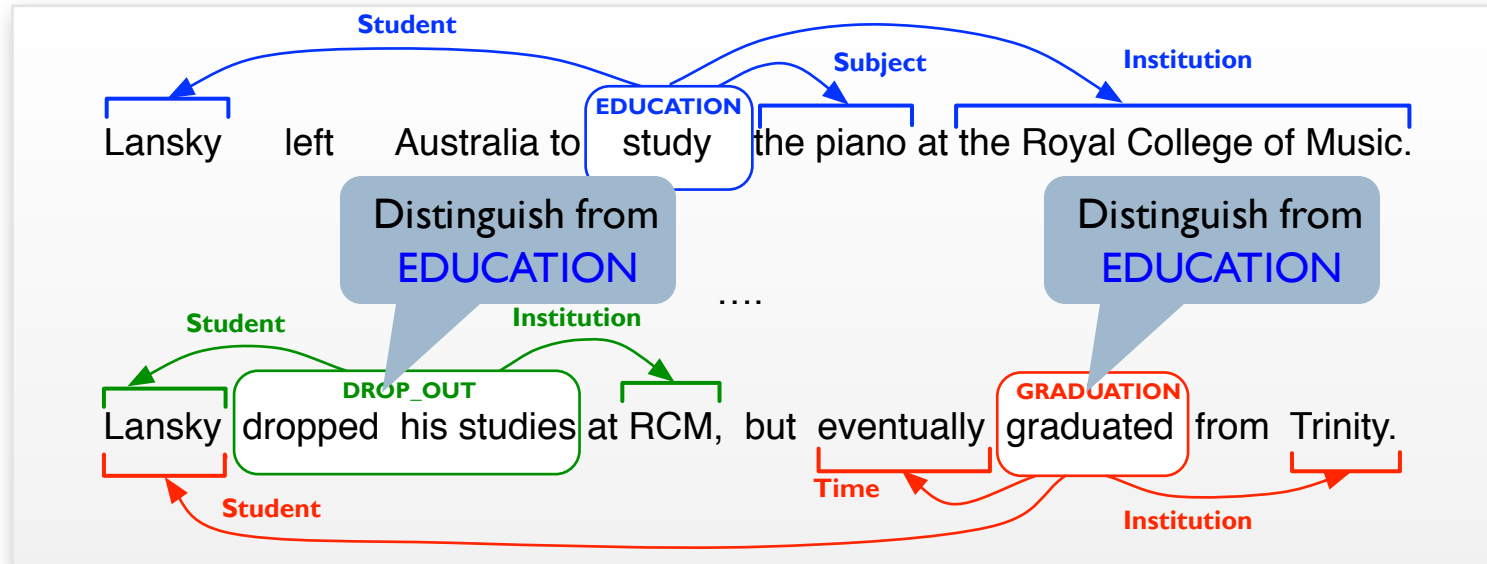 Student
Subject
Institution
EDUCATION
Lansky left Australia to study the piano at the Royal College of Music.
Distinguish from
EDUCATION
Distinguish from
EDUCATION
....
Student
Institution
DROP_OUT
GRADUATION
Lansky dropped his studies at RCM, but eventually graduated from Trinity.
Time
Student
Institution